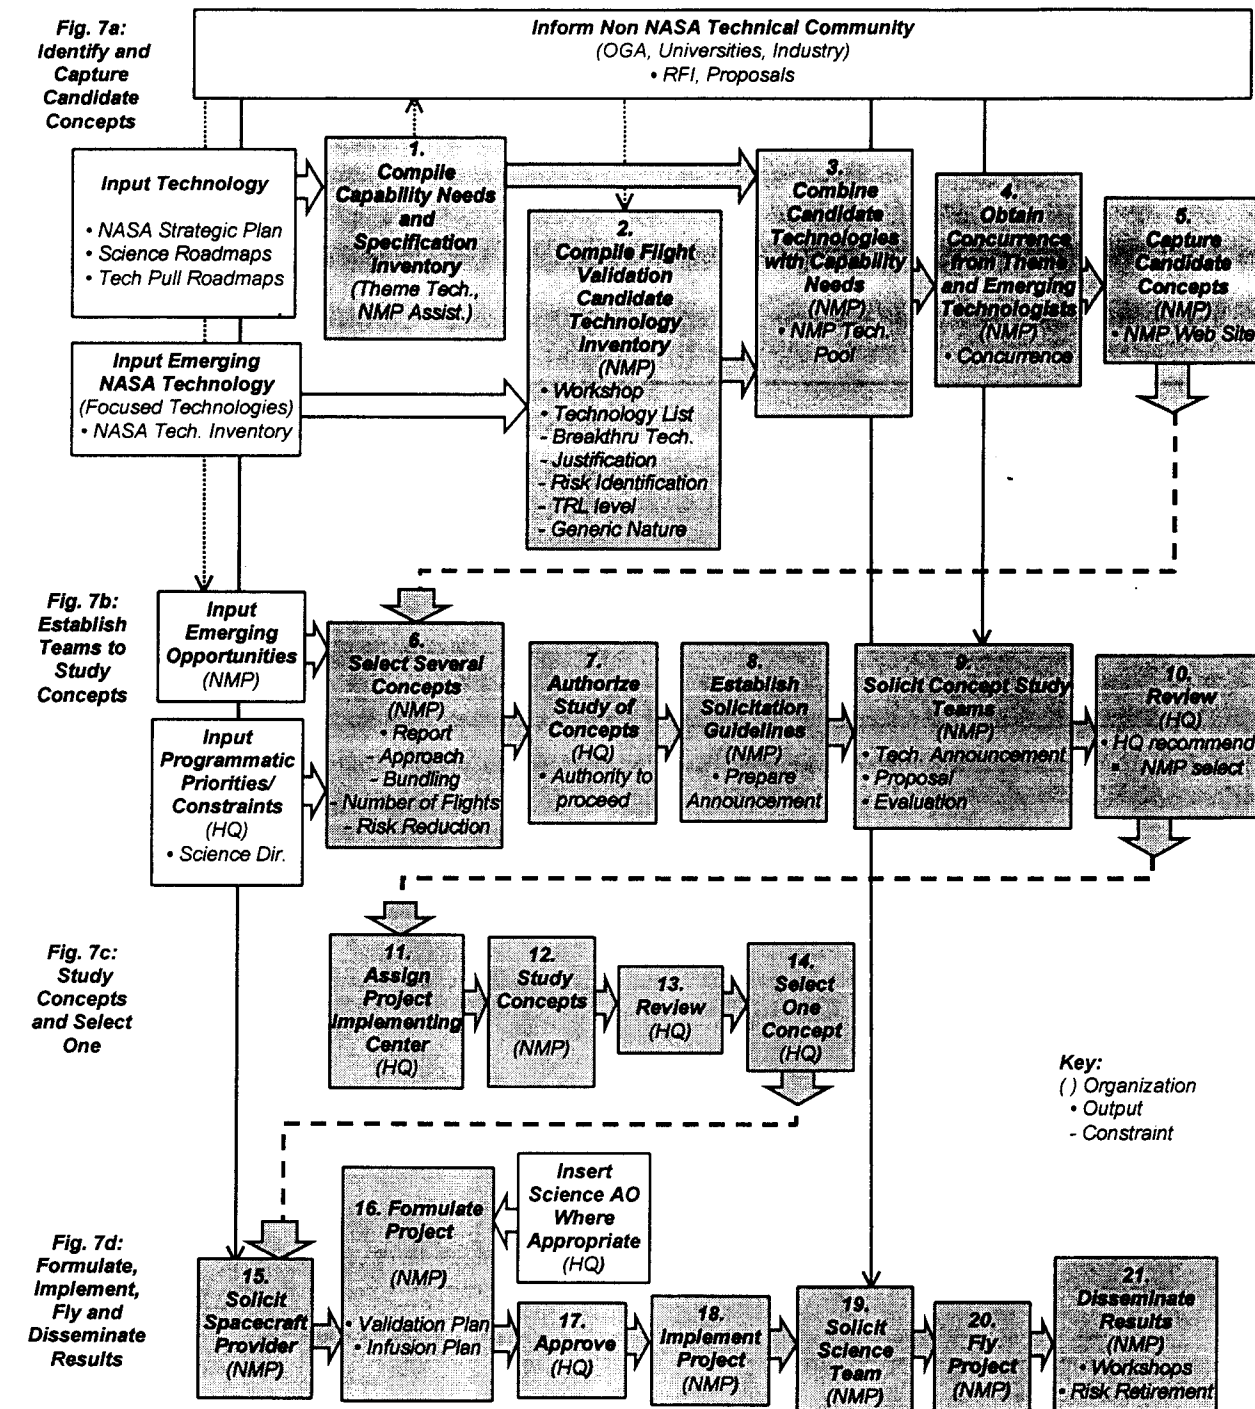 Fig. 7a:
Identify and
Capture
Candidate
Concepts
Inform Non NASA Technical Community
(OGA, Universities, Industry)
• RFI, Proposals
Input Technology
• NASA Strategic Plan
• Science Roadmaps
• Tech Pull Roadmaps
1.
Compile
Capability Needs
and
Specification
Inventory
(Theme Tech.,
NMP Assist.)
Input Emerging
NASA Technology
(Focused Technologies)
• NASA Tech. Inventory
2.
Compile Flight
Validation
Candidate
Technology
Inventory
(NMP)
• Workshop
• Technology List
- Breakthru Tech.
- Justification
- Risk Identification
- TRL level
- Generic Nature
3.
Combine
Candidate
Technologies
with Capability
Needs
(NMP)
• NMP Tech.
Pool
4.
Obtain
Concurrence
from Theme
and Emerging
Technologists
(NMP)
• Concurrence
5.
Capture
Candidate
Concepts
(NMP)
• NMP Web Site
Fig. 7b:
Establish
Teams to
Study
Concepts
Input
Emerging
Opportunities
(NMP)
Input
Programmatic
Priorities/
Constraints
(HQ)
• Science Dir.
6.
Select Several
Concepts
(NMP)
• Report
- Approach
- Bundling
- Number of Flights
- Risk Reduction
7.
Authorize
Study of
Concepts
(HQ)
• Authority to
proceed
8.
Establish
Solicitation
Guidelines
(NMP)
• Prepare
Announcement
9.
Solicit Concept Study
Teams
(NMP)
• Tech. Announcement
• Proposal
• Evaluation
10.
Review
(HQ)
• HQ recommend
• NMP select
Fig. 7c:
Study
Concepts
and Select
One
11.
Assign
Project
Implementing
Center
(HQ)
12.
Study
Concepts
(NMP)
13.
Review
(HQ)
14.
Select
One
Concept
(HQ)
Key:
( ) Organization
• Output
- Constraint
Fig. 7d:
Formulate,
Implement,
Fly and
Disseminate
Results
15.
Solicit
Spacecraft
Provider
(NMP)
16. Formulate
Project
(NMP)
• Validation Plan
• Infusion Plan
Insert
Science AO
Where
Appropriate
(HQ)
17.
Approve
(HQ)
18.
Implement
Project
(NMP)
19.
Solicit
Science
Team
(NMP)
20.
Fly
Project
(NMP)
21.
Disseminate
Results
(NMP)
• Workshops
• Risk Retirement